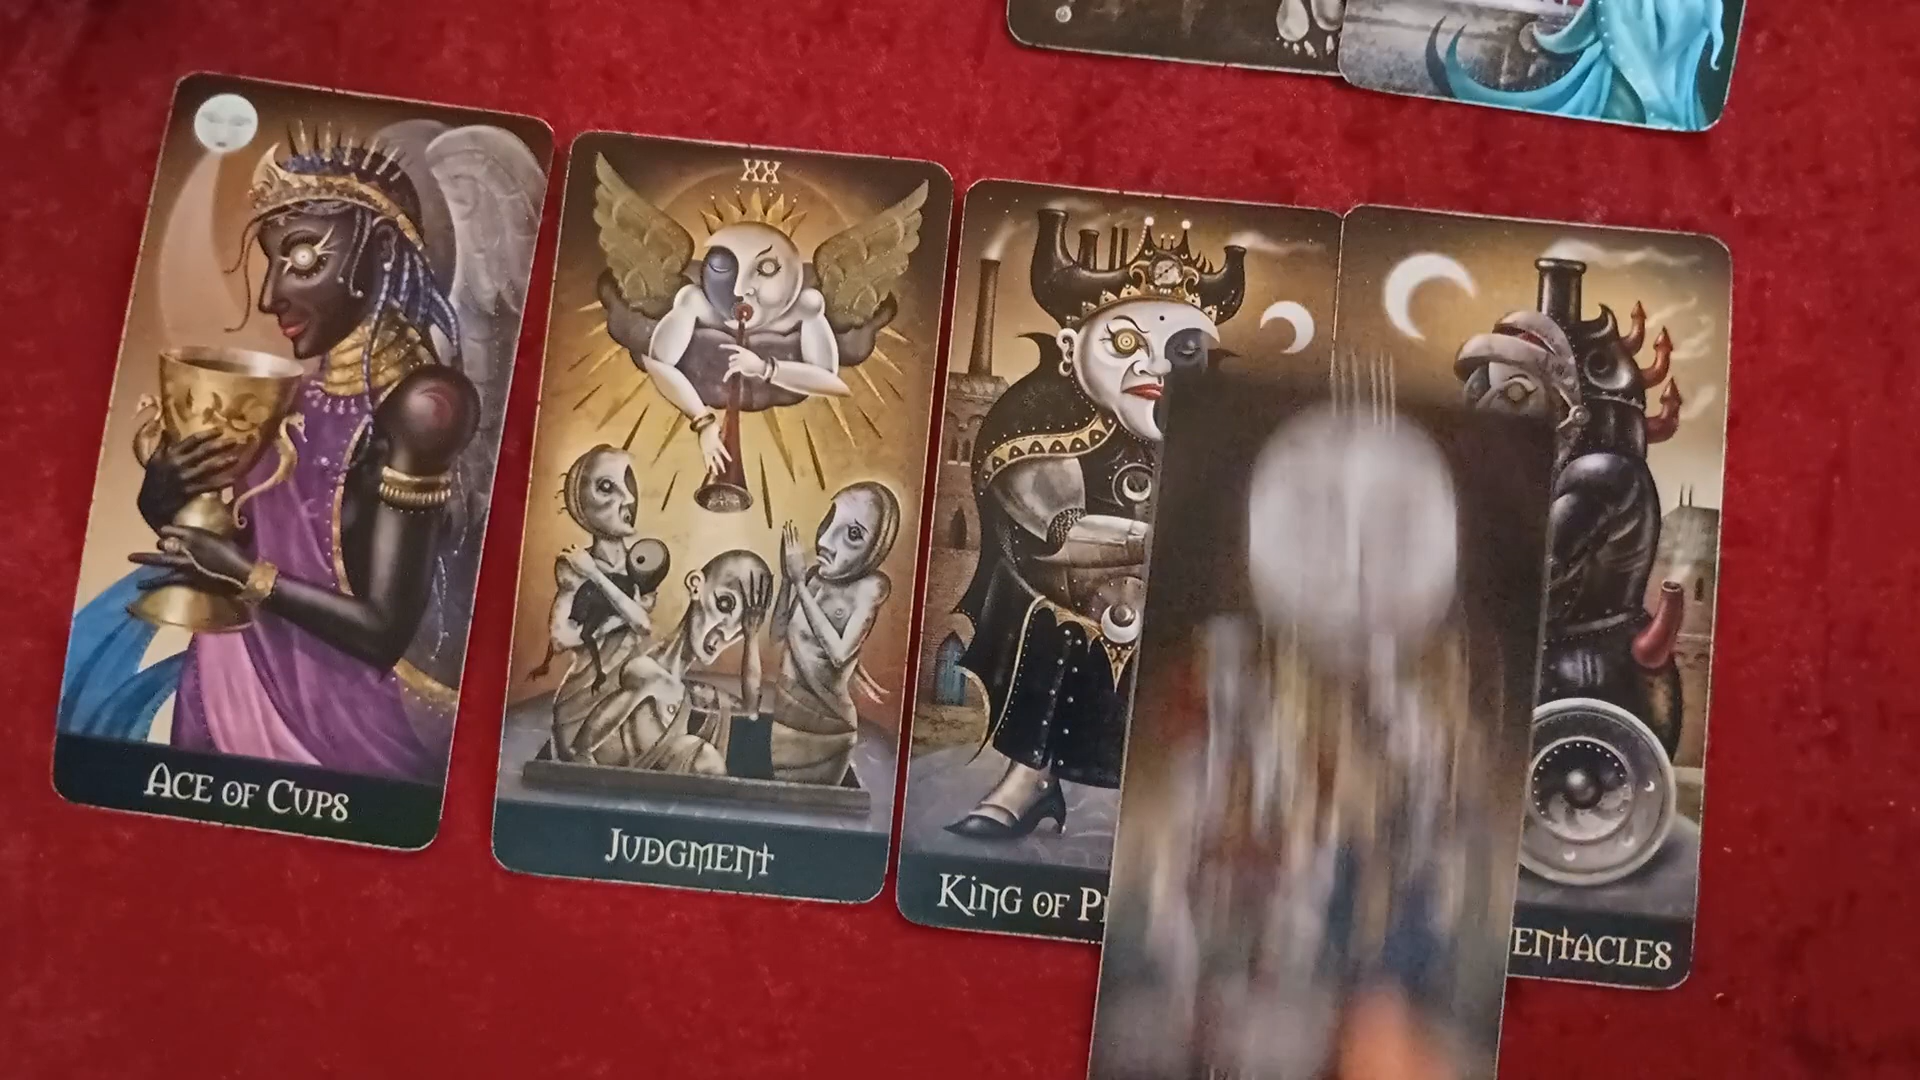 XX
Ace of Cups
Judgment
King of P
entacles